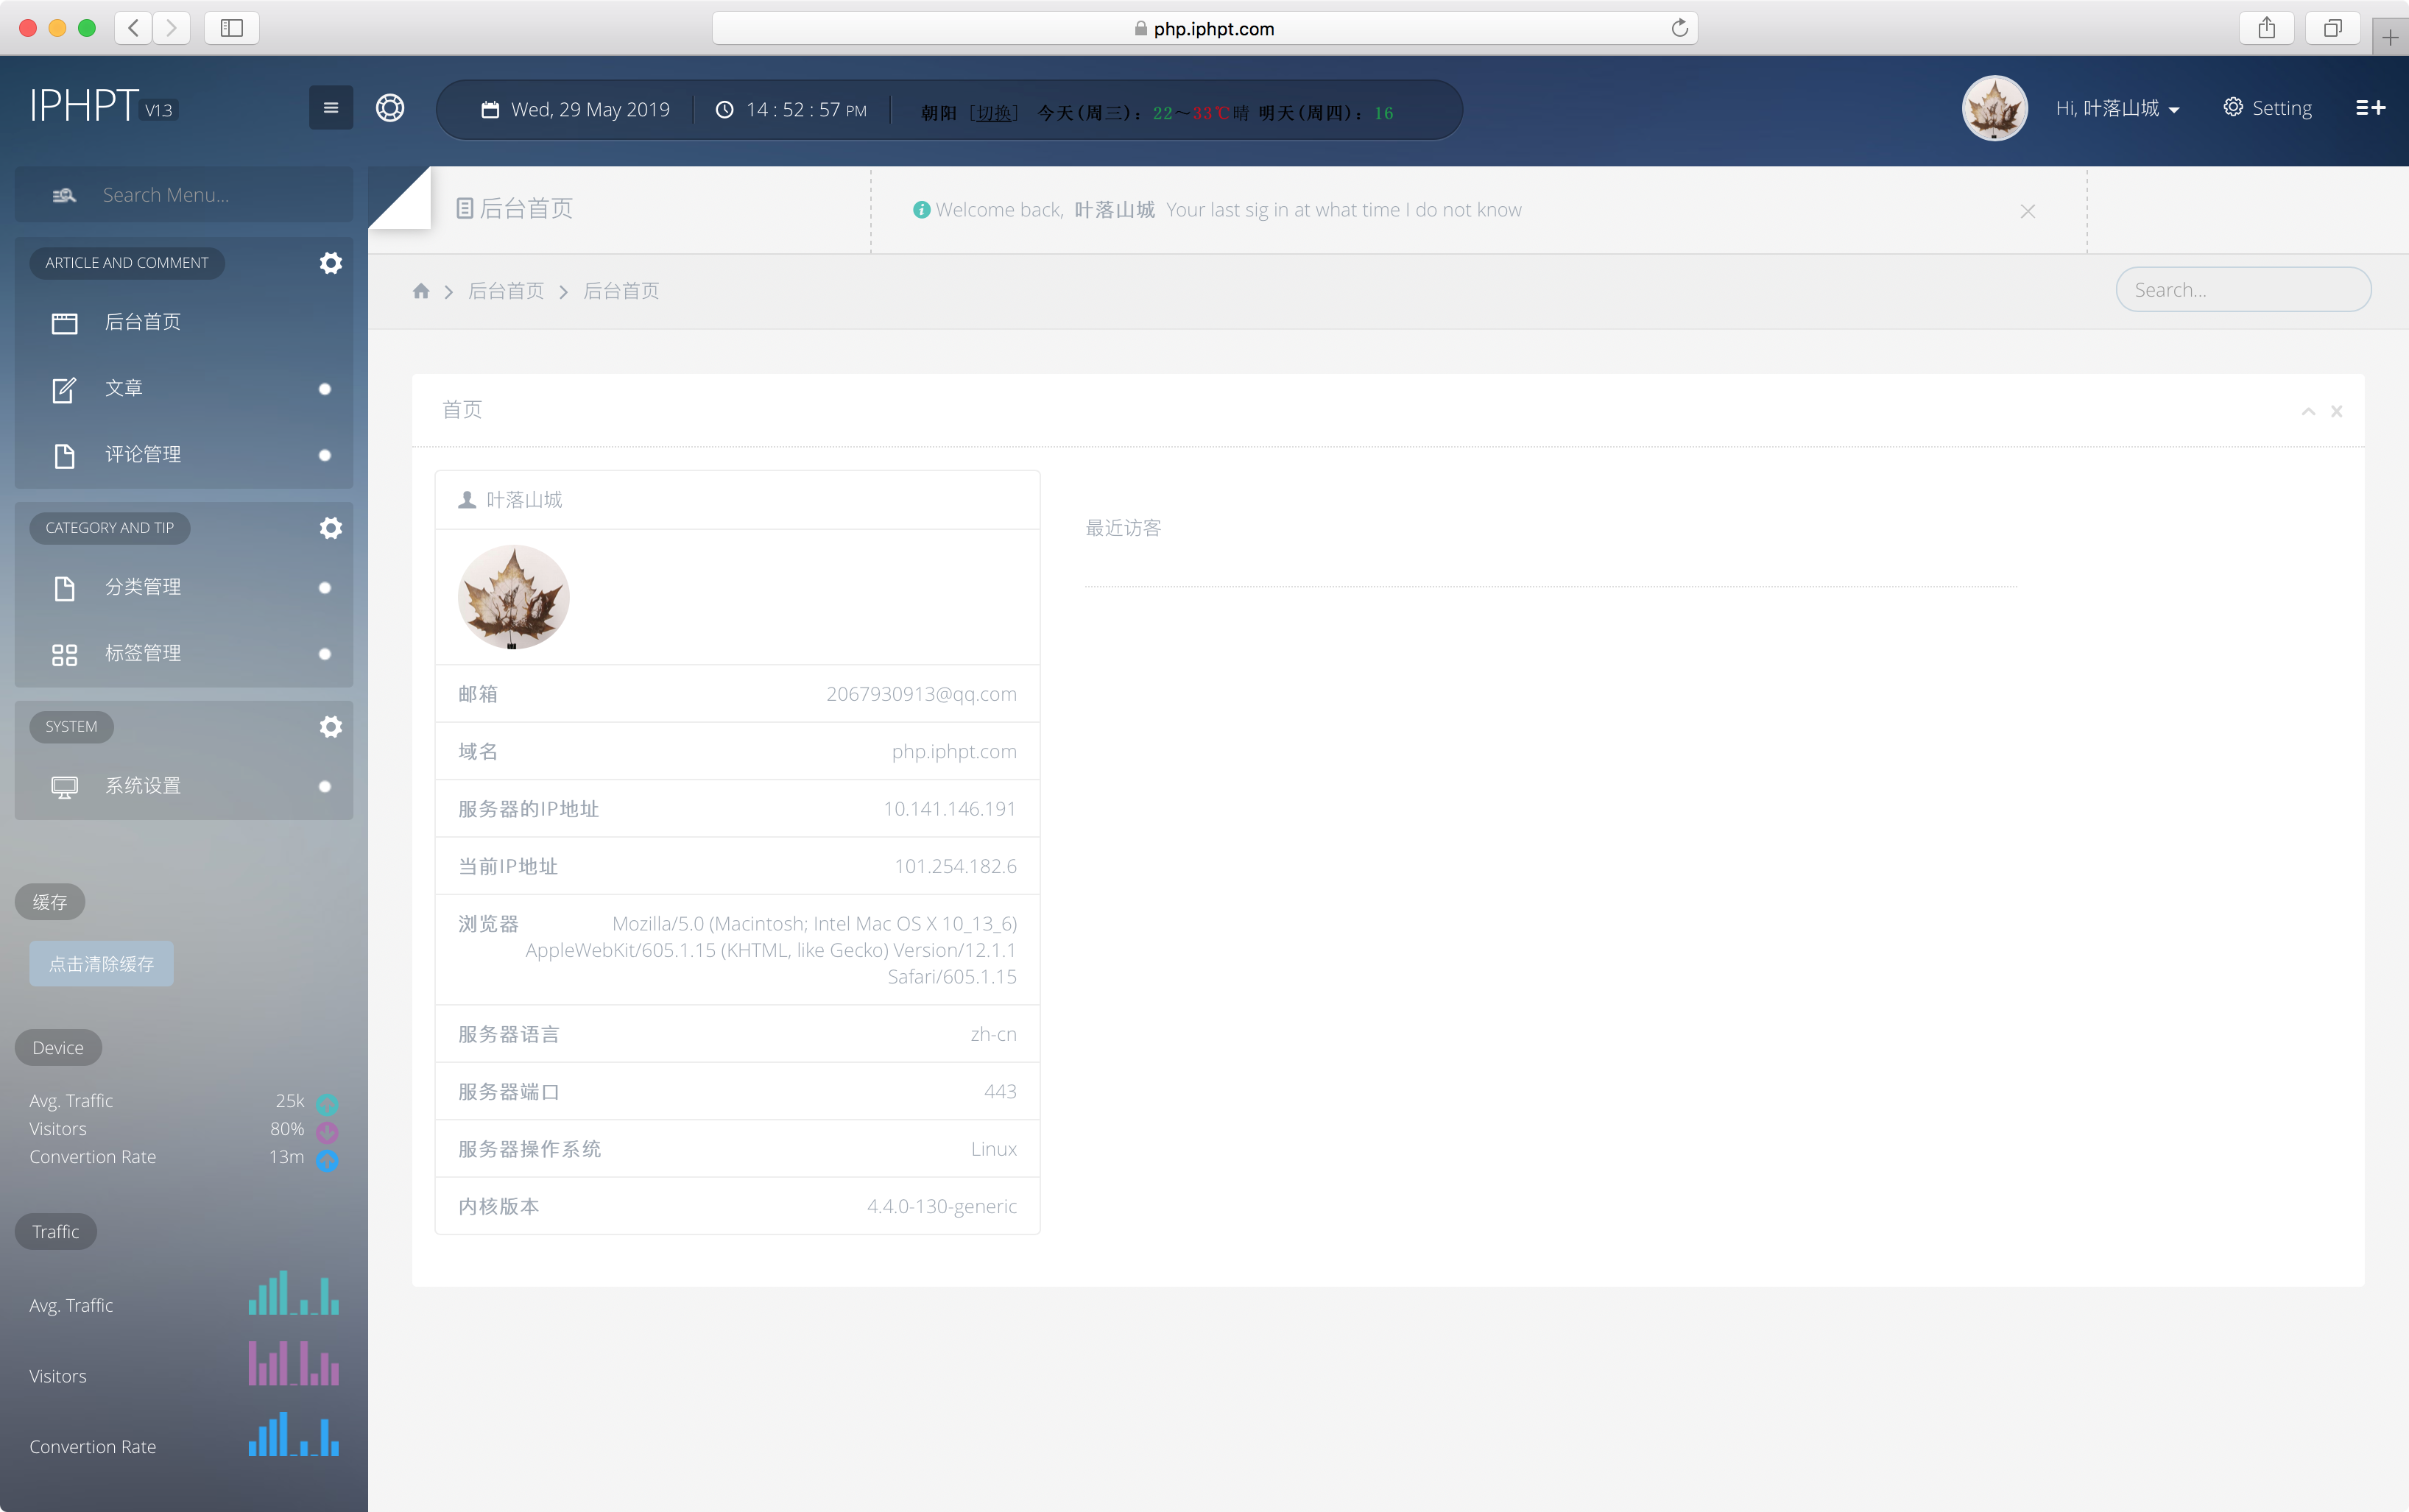 php.iphpt.com
IPHPT V13
Wed, 29 May 2019
14 : 52 : 57 PM
朝阳 [切换] 今天(周三): 22～33℃晴 明天(周四): 16
Hi, 叶落山城
Setting
Search Menu...
ARTICLE AND COMMENT
后台首页
文章
评论管理
CATEGORY AND TIP
分类管理
标签管理
SYSTEM
系统设置
缓存
点击清除缓存
Device
Avg. Traffic 25k
Visitors 80%
Convertion Rate 13m
Traffic
Avg. Traffic
Visitors
Convertion Rate
后台首页
Welcome back, 叶落山城 Your last sig in at what time I do not know
后台首页 后台首页
Search...
首页
叶落山城
邮箱 2067930913@qq.com
域名 php.iphpt.com
服务器的IP地址 10.141.146.191
当前IP地址 101.254.182.6
浏览器 Mozilla/5.0 (Macintosh; Intel Mac OS X 10_13_6)
AppleWebKit/605.1.15 (KHTML, like Gecko) Version/12.1.1
Safari/605.1.15
服务器语言 zh-cn
服务器端口 443
服务器操作系统 Linux
内核版本 4.4.0-130-generic
最近访客